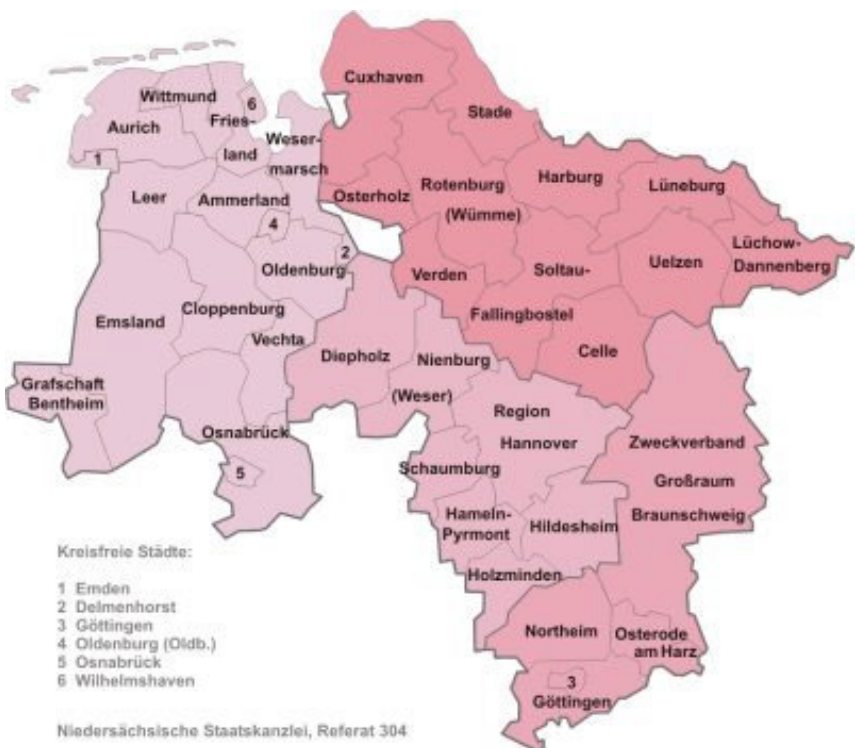 Cuxhaven
Wittmund
6
Stade
Aurich
Fries-
Weser-
1
land
marsch
Harburg
Leer
Ammerland
Osterholz
Rotenburg
(Wümme)
Lüneburg
4
2
Oldenburg
Verden
Soltau-
Uelzen
Lüchow-
Dannenberg
Emsland
Cloppenburg
Fallingbostel
Vechta
Diepholz
Nienburg
Celle
Grafschaft
Bentheim
(Weser)
Region
Hannover
Osnabrück
Zweckverband
5
Schaumburg
Großraum
Hameln-
Pyrmont
Hildesheim
Braunschweig
Holzminden
Northeim
Osterode
am Harz
3
Göttingen
Kreisfreie Städte:
1 Emden
2 Delmenhorst
3 Göttingen
4 Oldenburg (Oldb.)
5 Osnabrück
6 Wilhelmshaven
Niedersächsische Staatskanzlei, Referat 304